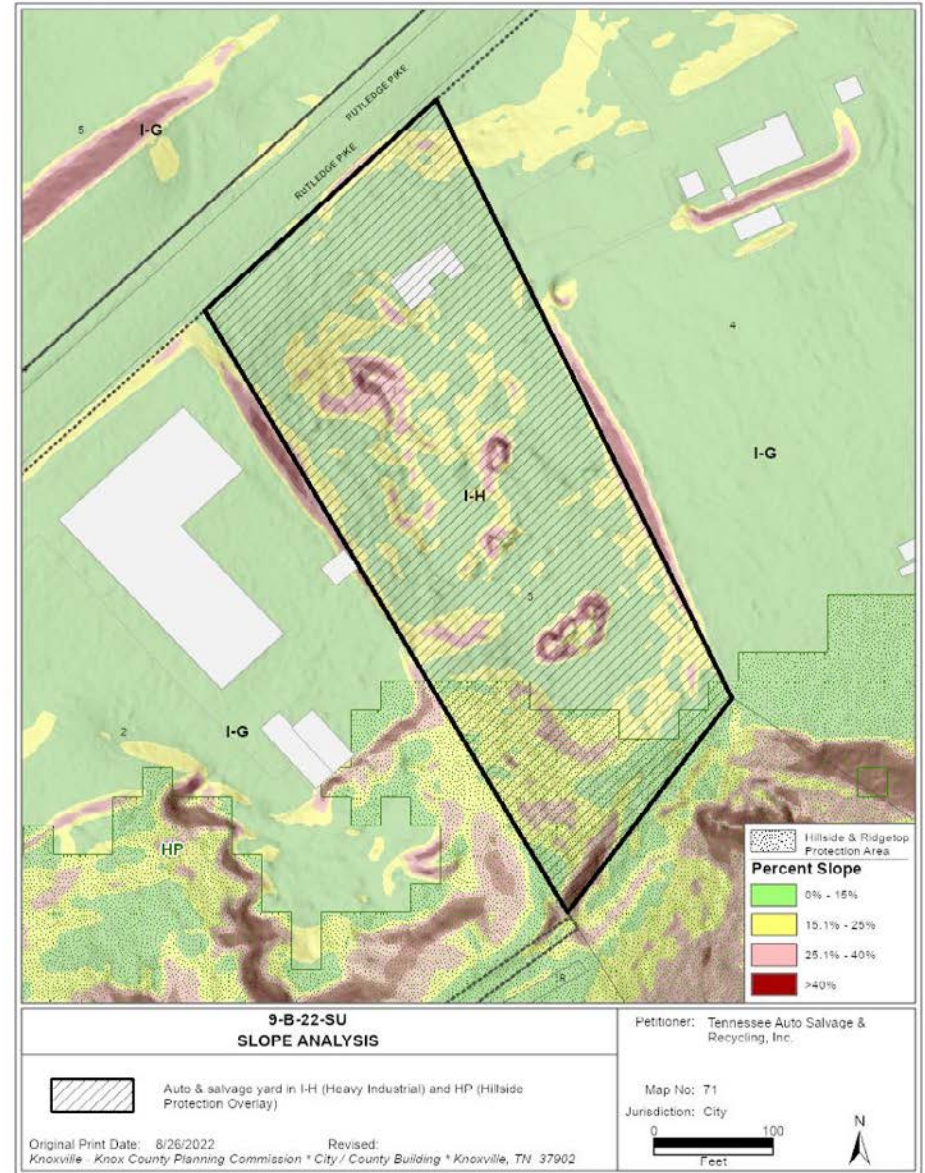 RUTLEDGE PIKE
5
I-G
RUTLEDGE PIKE
4
I-G
I-H
3
2
I-G
HP
Hillside & Ridgetop
Protection Area
Percent Slope
0% - 15%
15.1% - 25%
25.1% - 40%
>40%
9-B-22-SU
SLOPE ANALYSIS
Auto & salvage yard in I-H (Heavy Industrial) and HP (Hillside
Protection Overlay)
Original Print Date: 8/26/2022 Revised:
Knoxville - Knox County Planning Commission * City / County Building * Knoxville, TN 37902
Petitioner: Tennessee Auto Salvage &
Recycling, Inc.
Map No: 71
Jurisdiction: City
0 100
Feet
N